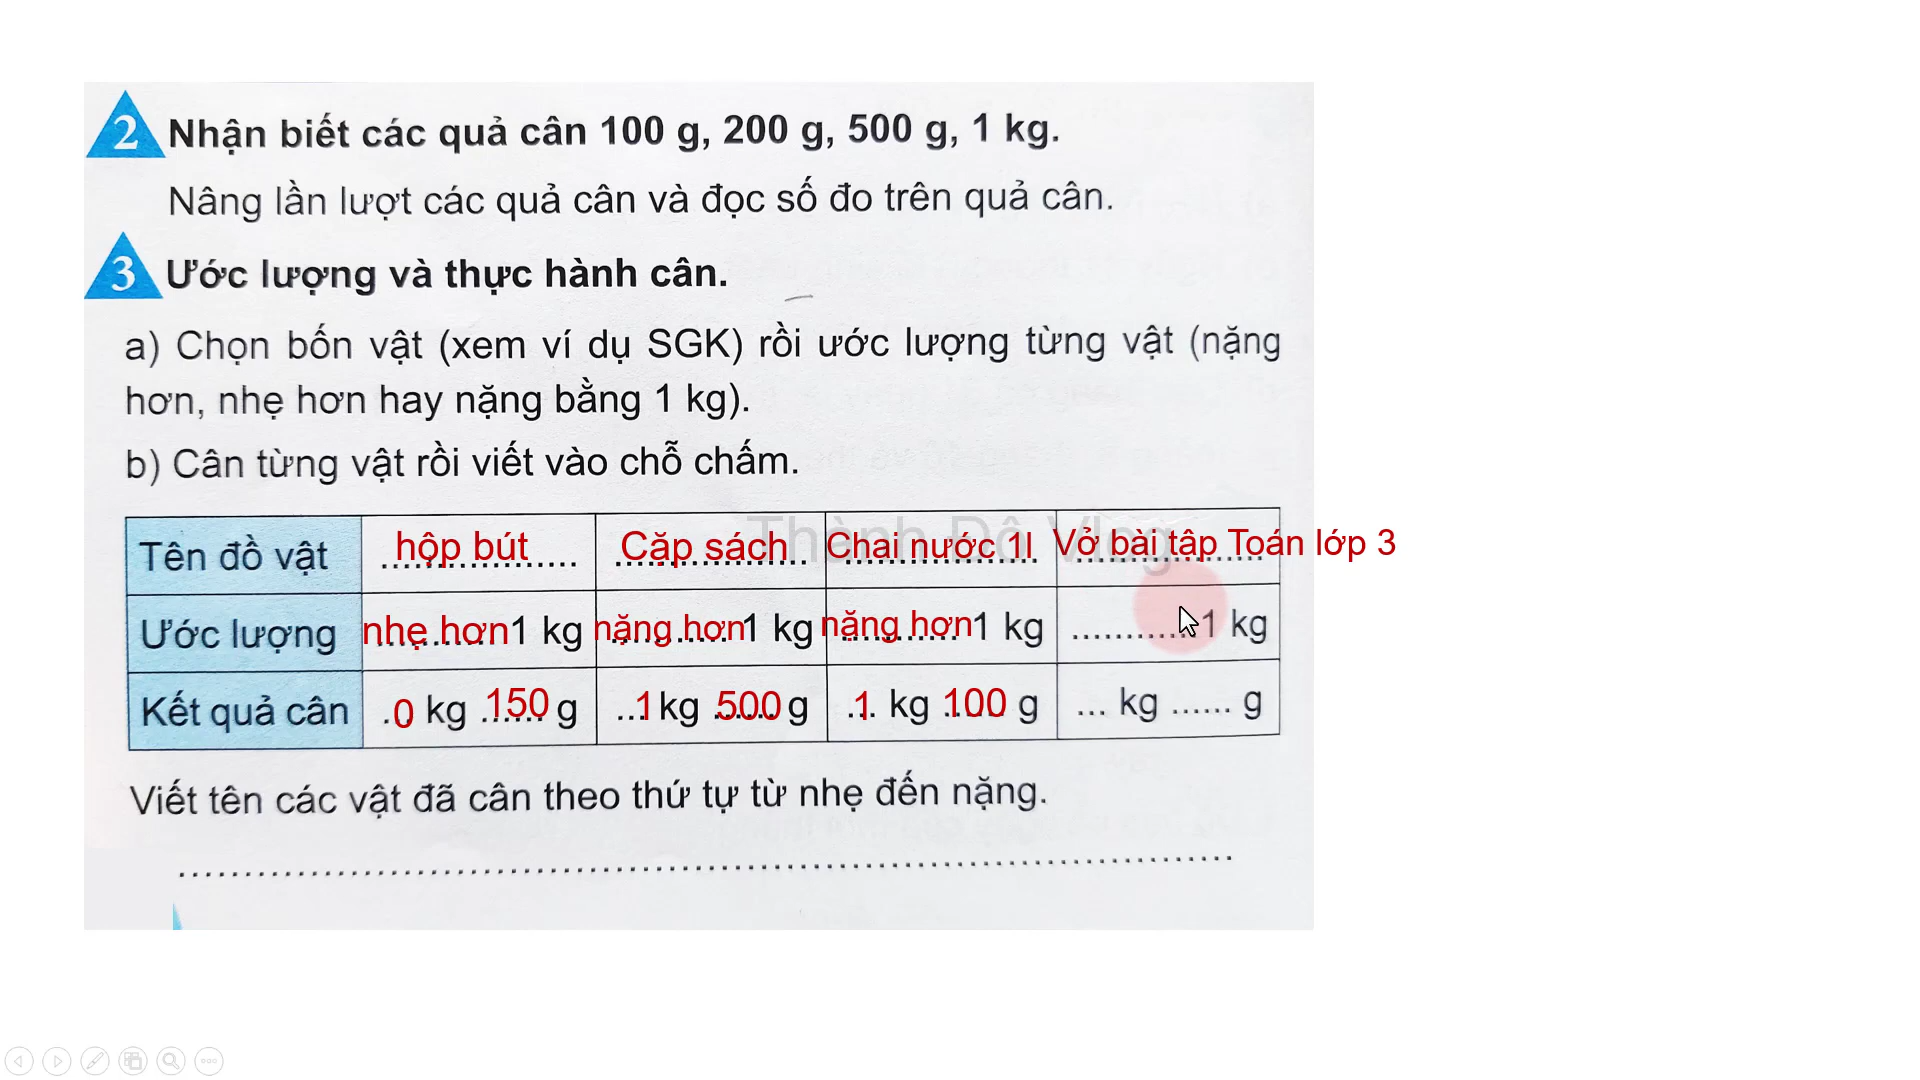 2 Nhận biết các quả cân 100 g, 200 g, 500 g, 1 kg.
Nâng lần lượt các quả cân và đọc số đo trên quả cân.
3 Ước lượng và thực hành cân.
a) Chọn bốn vật (xem ví dụ SGK) rồi ước lượng từng vật (nặng
hơn, nhẹ hơn hay nặng bằng 1 kg).
b) Cân từng vật rồi viết vào chỗ chấm.
Thành Đô Vlog
Tên đồ vật hộp bút Cặp sách Chai nước 1l Vở bài tập Toán lớp 3
Ước lượng nhẹ hơn 1 kg nặng hơn 1 kg nặng hơn 1 kg ............ 1 kg
Kết quả cân 0 kg 150 g 1 kg 500 g 1 kg 100 g ... kg ...... g
Viết tên các vật đã cân theo thứ tự từ nhẹ đến nặng.